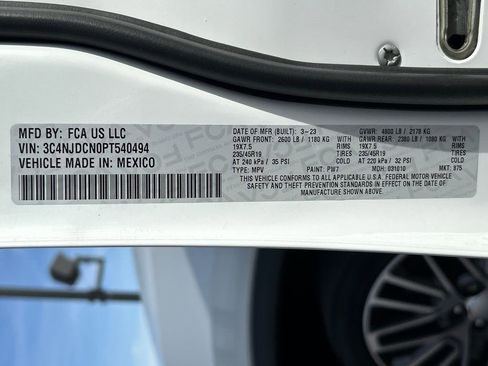 MFD BY: FCA US LLC
VIN: 3C4NJDCN0PT540494
VEHICLE MADE IN: MEXICO
DATE OF MFR (BUILT): 3-23 GVWR: 4800 LB / 2178 KG
GAWR FRONT: 2600 LB / 1180 KG GAWR REAR: 2380 LB / 1080 KG
19X7.5 RIMS 19X7.5 RIMS
235/45R19 TIRES 235/45R19 TIRES
AT 240 kPa / 35 PSI AT 220 kPa / 32 PSI
TYPE: MPV PAINT: PW7 MDH: 031010 MKT: 875
THIS VEHICLE CONFORMS TO ALL APPLICABLE U.S.A. FEDERAL MOTOR VEHICLE
SAFETY AND THEFT PREVENTION STANDARDS IN EFFECT ON THE DATE OF
MANUFACTURE SHOWN ABOVE.